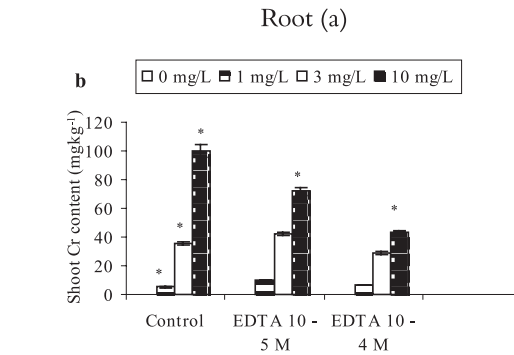 Root (a)
b
0 mg/L 1 mg/L 3 mg/L 10 mg/L
Shoot Cr content (mgkg-1)
120
100
80
60
40
20
0
* * *
*
*
Control EDTA 10 - 5 M EDTA 10 - 4 M